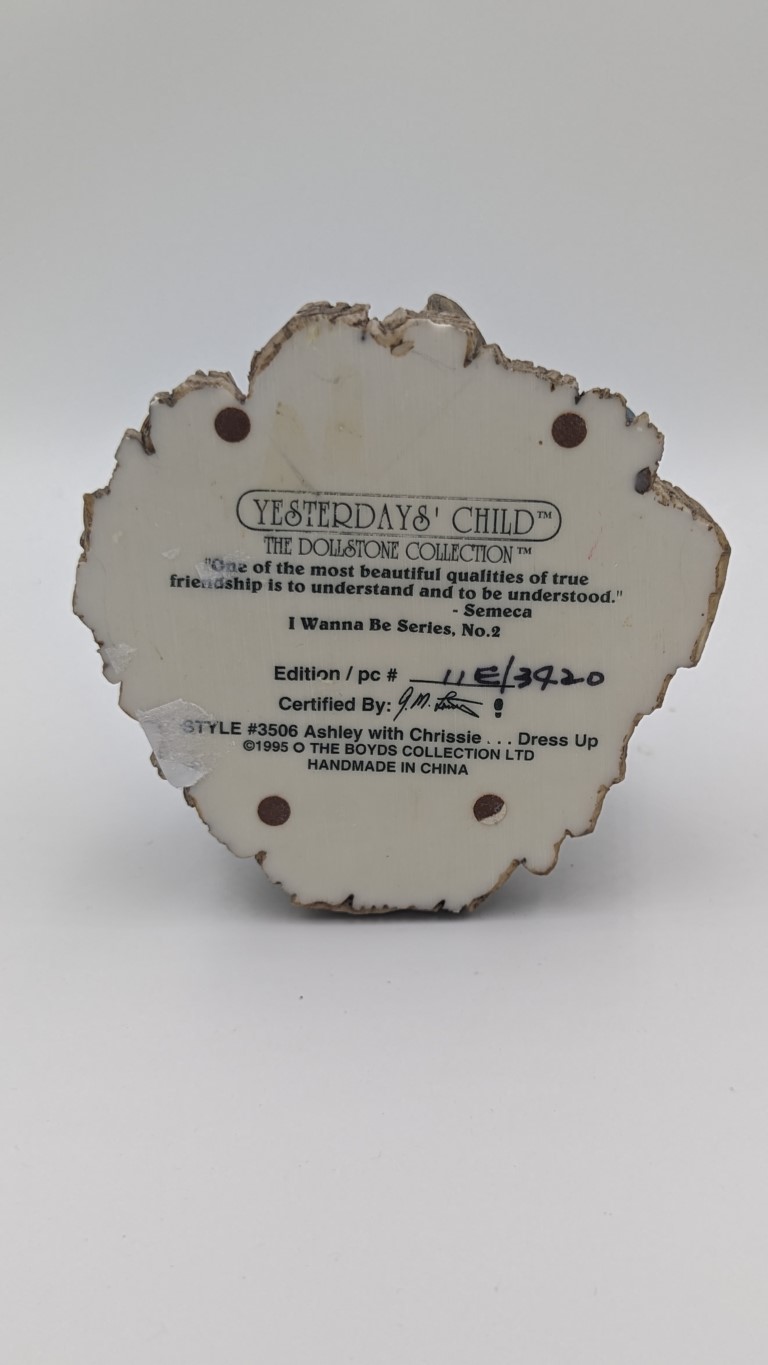 YESTERDAYS' CHILD™
THE DOLLSTONE COLLECTION™
"One of the most beautiful qualities of true
friendship is to understand and to be understood."
- Semeca
I Wanna Be Series, No.2
Edition / pc # 11E/3420
Certified By:
STYLE #3506 Ashley with Chrissie . . . Dress Up
©1995 O THE BOYDS COLLECTION LTD
HANDMADE IN CHINA